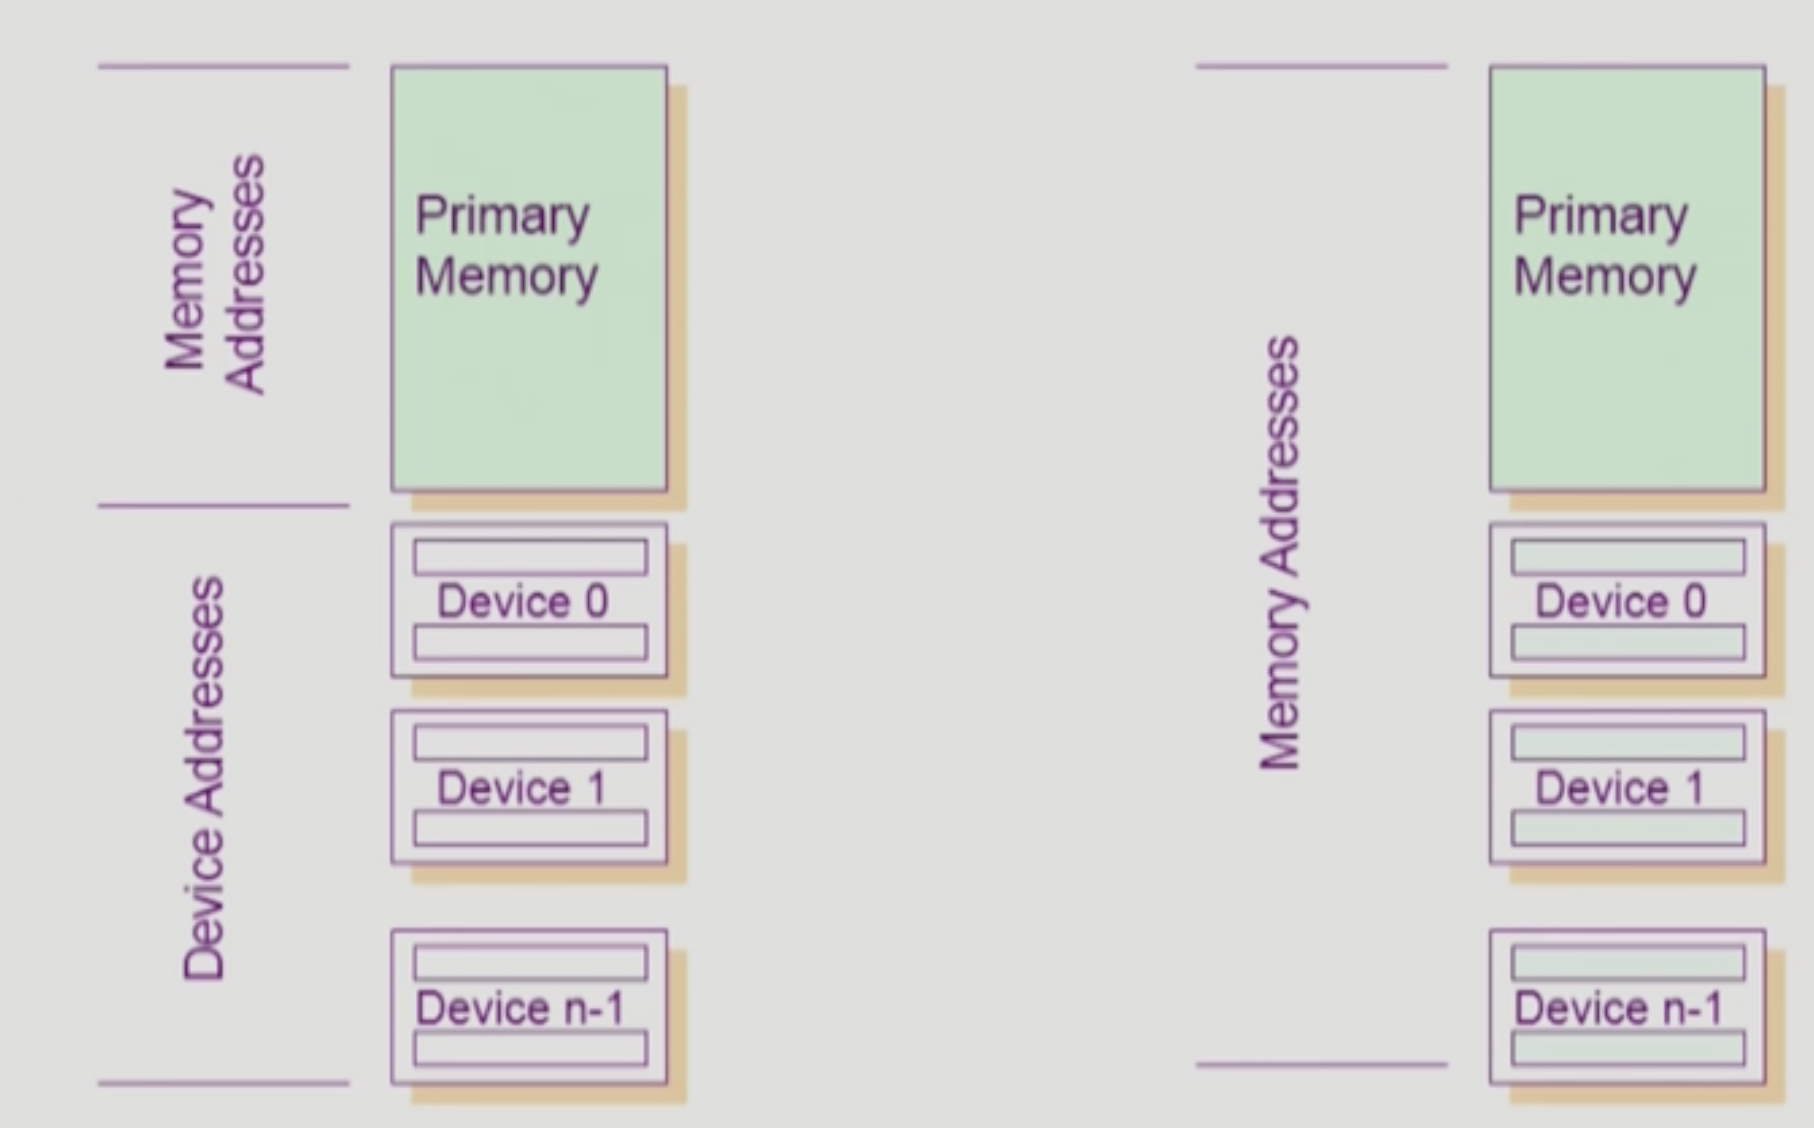 Memory
Addresses
Primary
Memory
Device Addresses
Device 0
Device 1
Device n-1
Memory Addresses
Primary
Memory
Device 0
Device 1
Device n-1